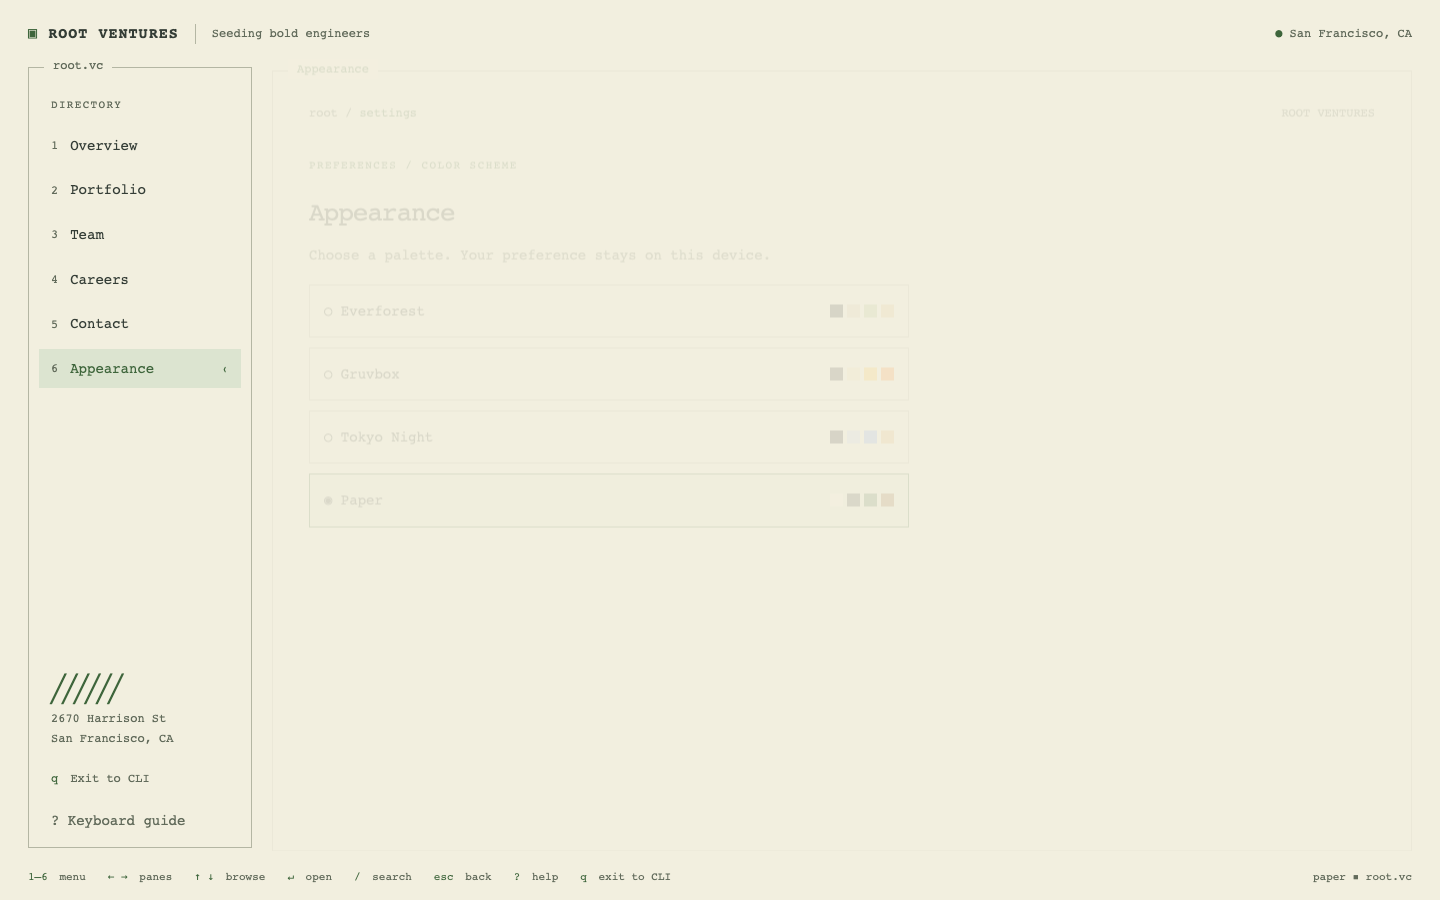 ROOT VENTURES
Seeding bold engineers
San Francisco, CA
root.vc
DIRECTORY
1 Overview
2 Portfolio
3 Team
4 Careers
5 Contact
6 Appearance ‹
//////
2670 Harrison St
San Francisco, CA
q Exit to CLI
? Keyboard guide
Appearance
root / settings
ROOT VENTURES
PREFERENCES / COLOR SCHEME
Appearance
Choose a palette. Your preference stays on this device.
○ Everforest
○ Gruvbox
○ Tokyo Night
◉ Paper
1—6 menu ← → panes ↑ ↓ browse ↵ open / search esc back ? help q exit to CLI
paper ▪ root.vc